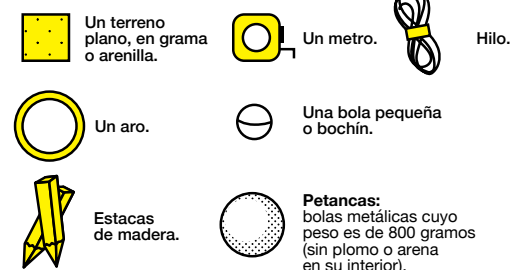 Un terreno
plano, en grama
o arenilla.
Un metro.
Hilo.
Un aro.
Una bola pequeña
o bochín.
Estacas
de madera.
Petancas:
bolas metálicas cuyo
peso es de 800 gramos
(sin plomo o arena
en su interior).